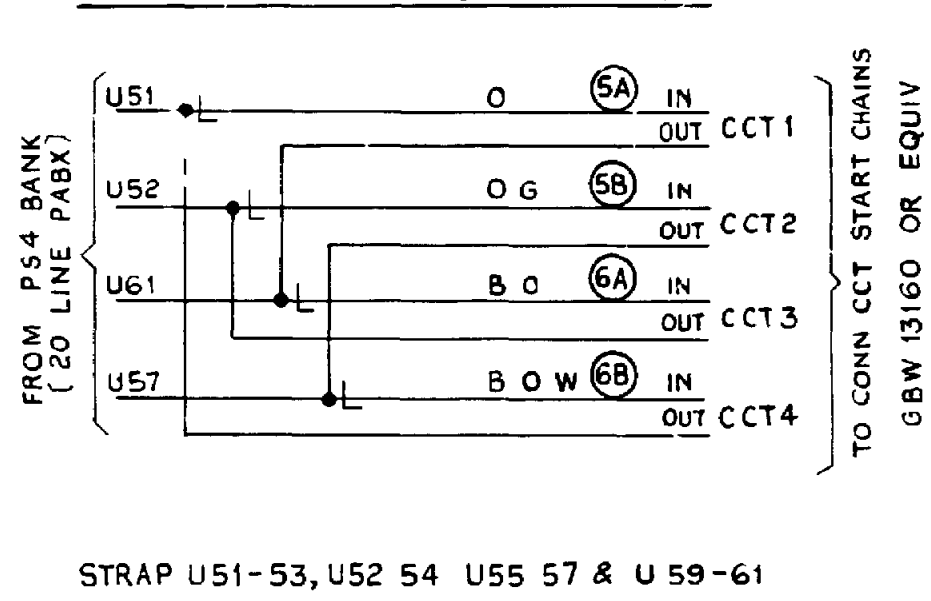 FROM PS4 BANK
(20 LINE PABX)
U51 L O 5A IN
OUT CCT1
U52 L O G 5B IN
OUT CCT2
U61 L B O 6A IN
OUT CCT3
U57 L B O W 6B IN
OUT CCT4
TO CONN CCT START CHAINS
GBW 13160 OR EQUIV
STRAP U51-53, U52 54 U55 57 & U 59-61